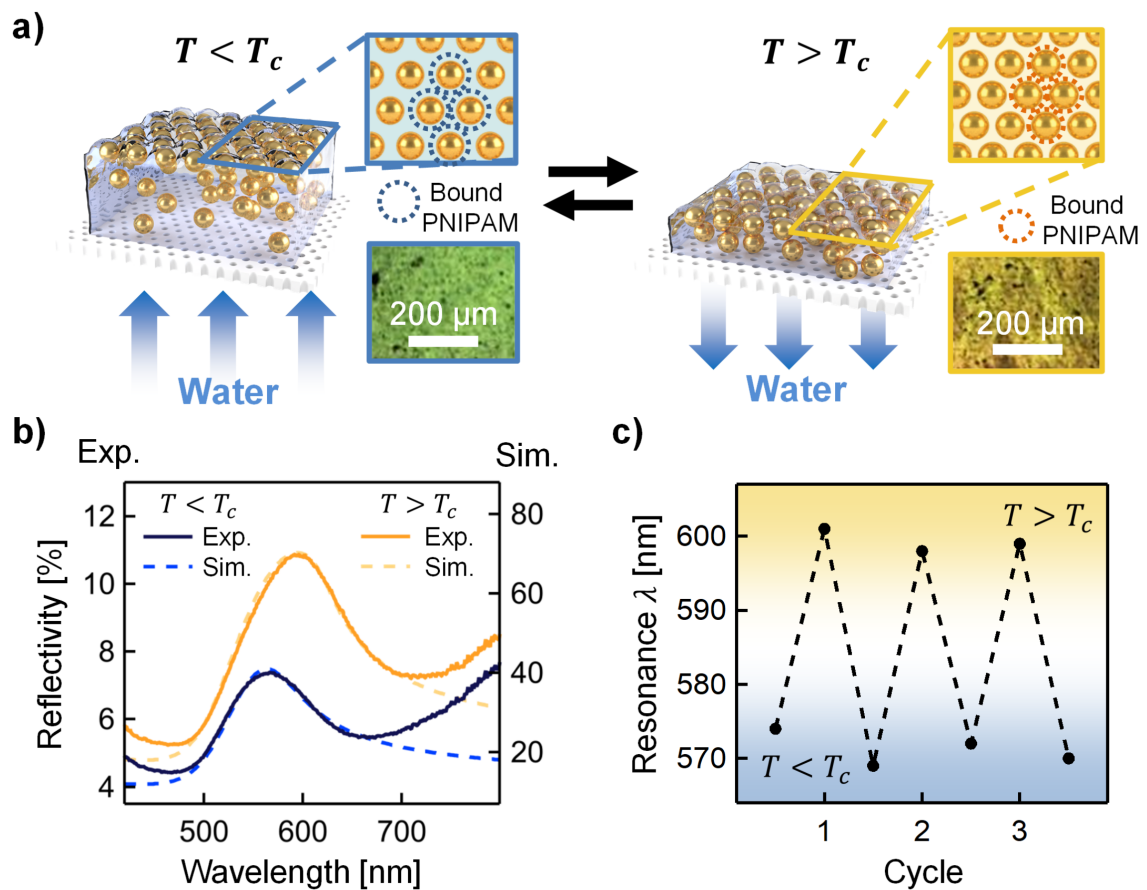 a)
T < T_c
T > T_c
Bound
PNIPAM
200 µm
Water
Bound
PNIPAM
200 µm
Water
b)
Exp.
Sim.
T < T_c
T > T_c
Exp.
Sim.
Exp.
Sim.
12
10
8
6
4
80
60
40
20
Reflectivity [%]
500
600
700
Wavelength [nm]
c)
T > T_c
T < T_c
600
590
580
570
Resonance λ [nm]
1
2
3
Cycle